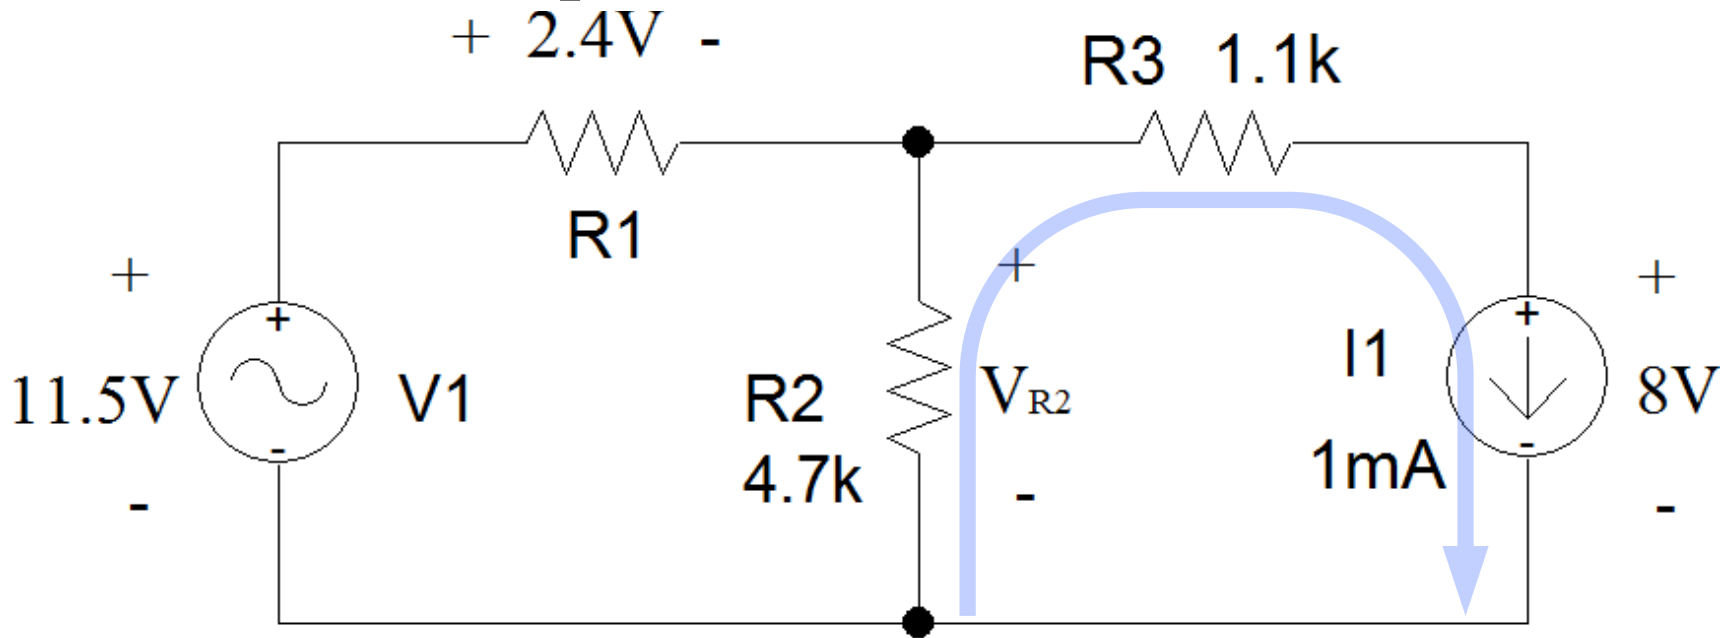 + 2.4V -
R3 1.1k
R1
+
11.5V
-
+
-
V1
R2
4.7k
+
VR2
-
I1
1mA
+
-
+
8V
-